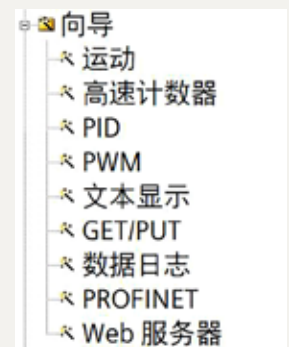 向导
运动
高速计数器
PID
PWM
文本显示
GET/PUT
数据日志
PROFINET
Web 服务器